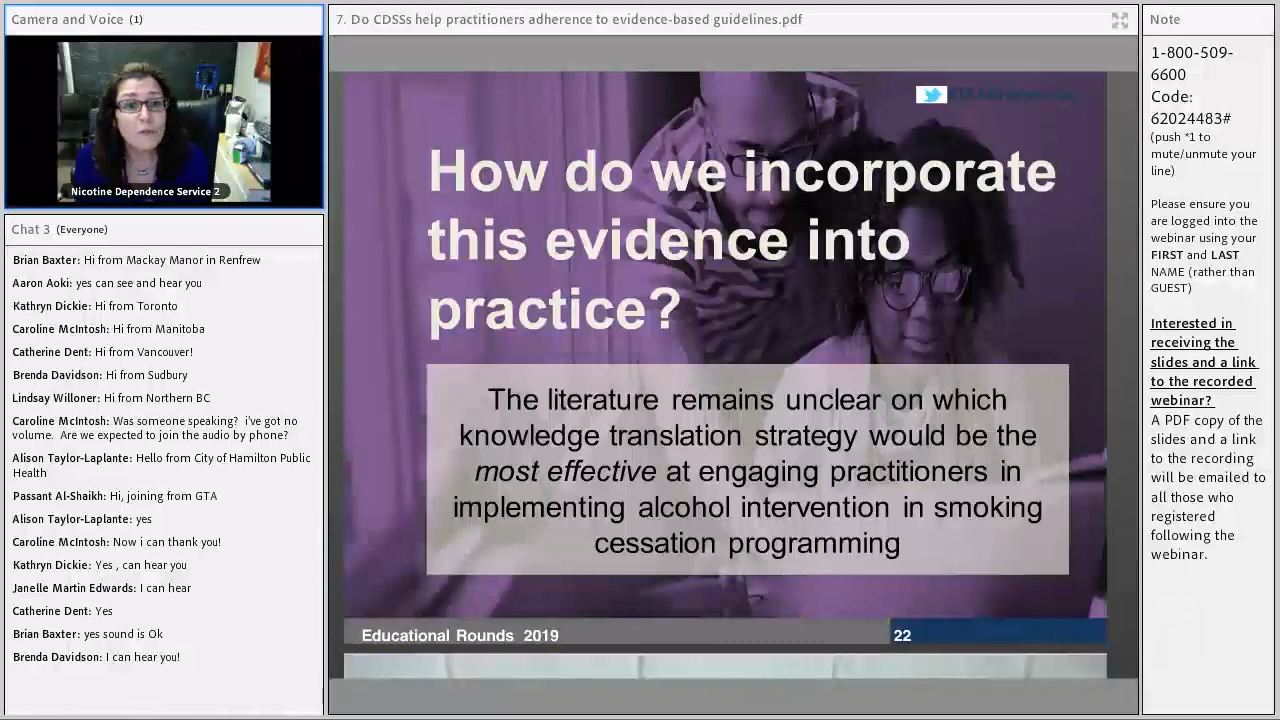 Camera and Voice (1)
Nicotine Dependence Service 2
Chat 3 (Everyone)
Brian Baxter: Hi from Mackay Manor in Renfrew
Aaron Aoki: yes can see and hear you
Kathryn Dickie: Hi from Toronto
Caroline McIntosh: Hi from Manitoba
Catherine Dent: Hi from Vancouver!
Brenda Davidson: Hi from Sudbury
Lindsay Willoner: Hi from Northern BC
Caroline McIntosh: Was someone speaking? i've got no
volume. Are we expected to join the audio by phone?
Alison Taylor-Laplante: Hello from City of Hamilton Public
Health
Passant Al-Shaikh: Hi, joining from GTA
Alison Taylor-Laplante: yes
Caroline McIntosh: Now i can thank you!
Kathryn Dickie: Yes , can hear you
Janelle Martin Edwards: I can hear
Catherine Dent: Yes
Brian Baxter: yes sound is Ok
Brenda Davidson: I can hear you!
7. Do CDSSs help practitioners adherence to evidence-based guidelines.pdf
How do we incorporate
this evidence into
practice?
The literature remains unclear on which
knowledge translation strategy would be the
most effective at engaging practitioners in
implementing alcohol intervention in smoking
cessation programming
Educational Rounds 2019
22
Note
1-800-509-
6600
Code:
62024483#
(push *1 to
mute/unmute your
line)
Please ensure you
are logged into the
webinar using your
FIRST and LAST
NAME (rather than
GUEST)
Interested in
receiving the
slides and a link
to the recorded
webinar?
A PDF copy of the
slides and a link
to the recording
will be emailed to
all those who
registered
following the
webinar.